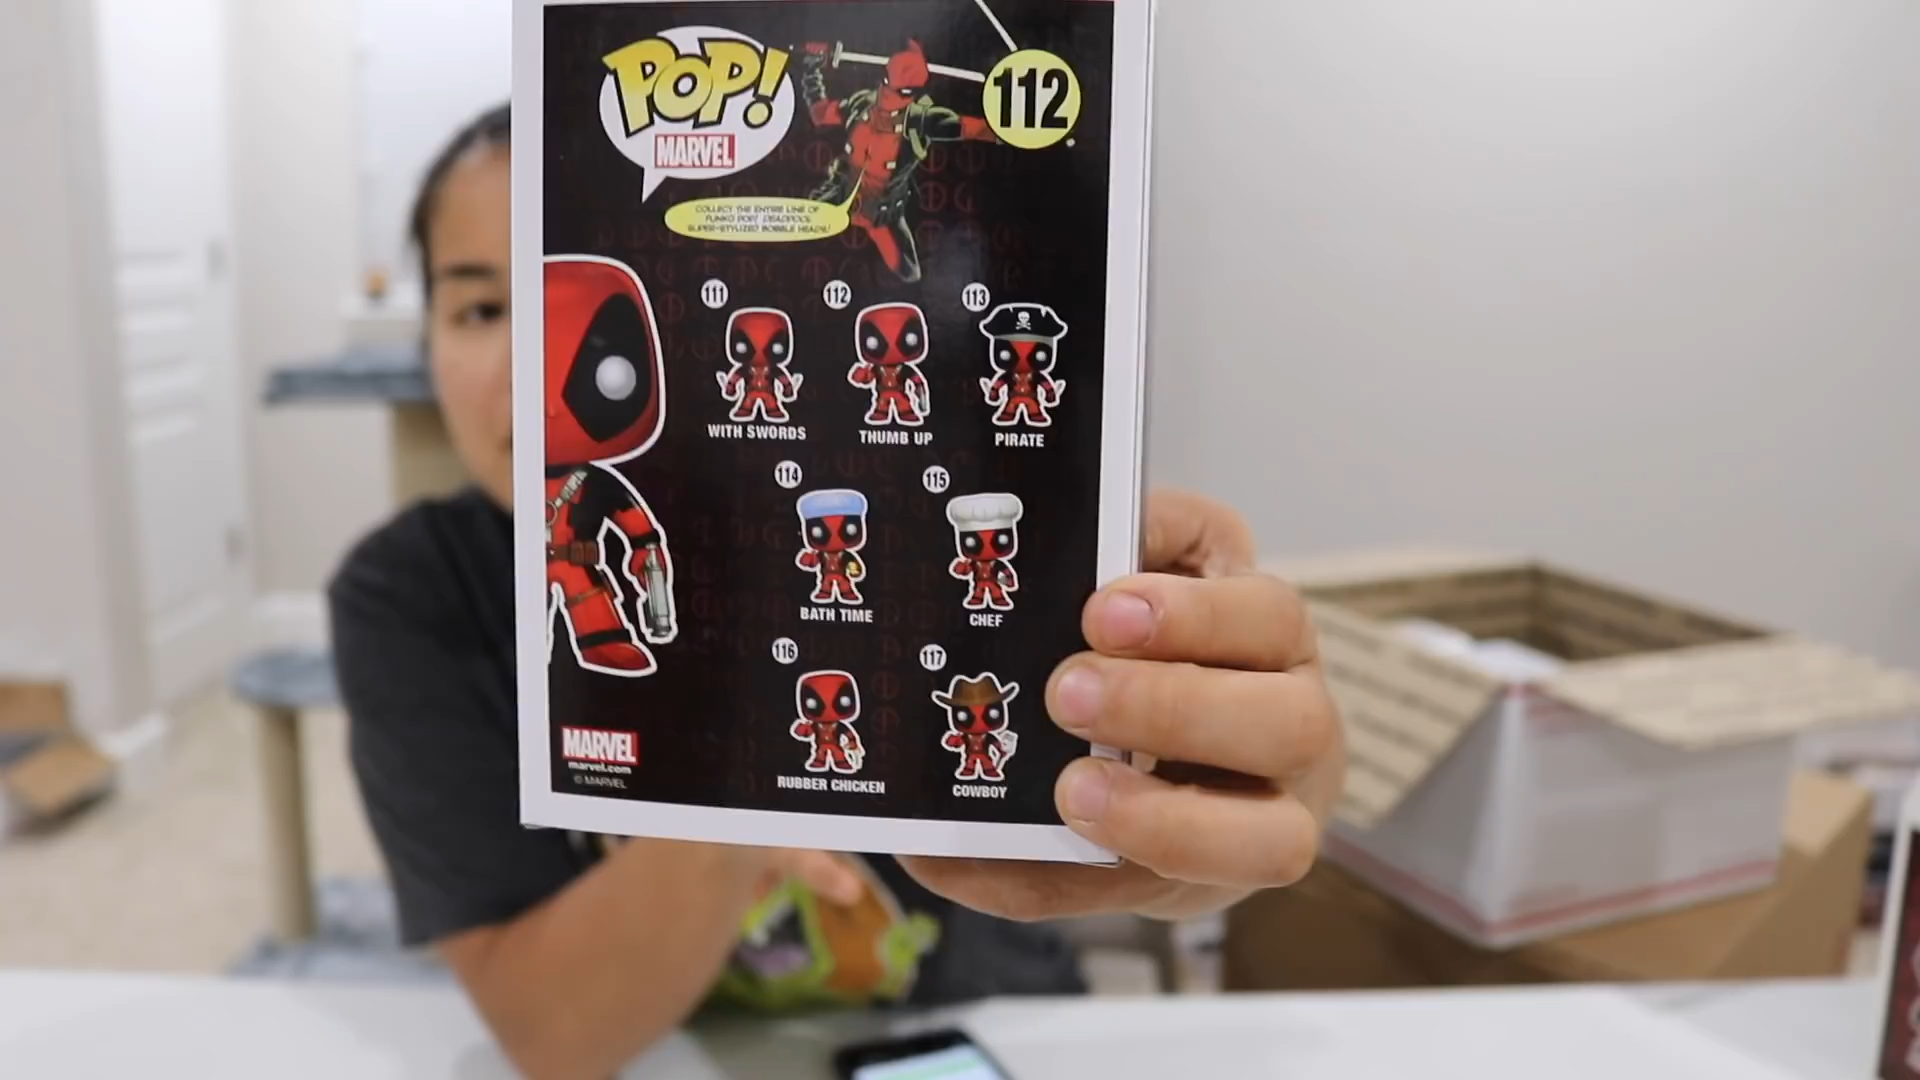 POP!
MARVEL
112
COLLECT THE ENTIRE LINE OF
FUNKO POP! DEADPOOL
SUPER-STYLIZED BOBBLE HEADS!
111
112
113
WITH SWORDS
THUMB UP
PIRATE
114
115
BATH TIME
CHEF
116
117
RUBBER CHICKEN
COWBOY
MARVEL
marvel.com
© MARVEL